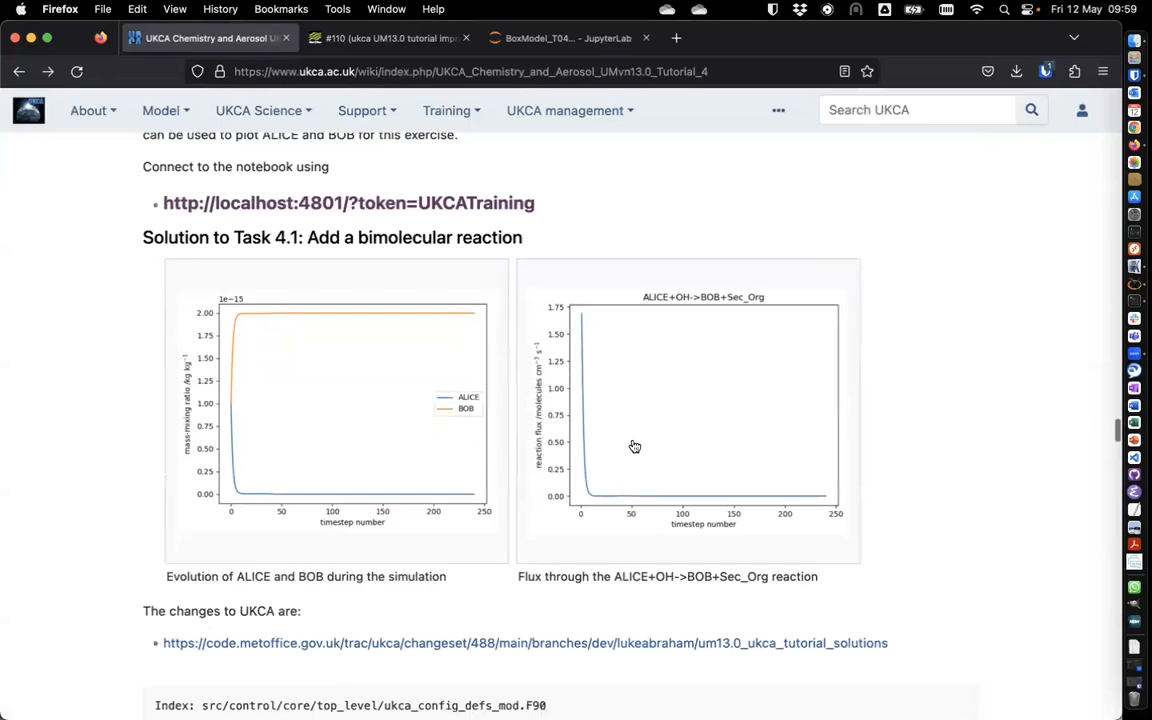 Firefox File Edit View History Bookmarks Tools Window Help Fri 12 May 09:59
UKCA Chemistry and Aerosol U #110 (ukca UM13.0 tutorial impr BoxModel_T04... - JupyterLab
https://www.ukca.ac.uk/wiki/index.php/UKCA_Chemistry_and_Aerosol_UMvn13.0_Tutorial_4
About Model UKCA Science Support Training UKCA management Search UKCA
can be used to plot ALICE and BOB for this exercise.
Connect to the notebook using
http://localhost:4801/?token=UKCATraining
Solution to Task 4.1: Add a bimolecular reaction
1e-15
2.00
1.75
1.50
1.25
1.00
0.75
0.50
0.25
0.00
mass-mixing ratio /kg kg⁻¹
ALICE
BOB
0 50 100 150 200 250
timestep number
ALICE+OH->BOB+Sec_Org
1.75
1.50
1.25
1.00
0.75
0.50
0.25
0.00
reaction flux /molecules cm⁻³ s⁻¹
0 50 100 150 200 250
timestep number
Evolution of ALICE and BOB during the simulation
Flux through the ALICE+OH->BOB+Sec_Org reaction
The changes to UKCA are:
https://code.metoffice.gov.uk/trac/ukca/changeset/488/main/branches/dev/lukeabraham/um13.0_ukca_tutorial_solutions
Index: src/control/core/top_level/ukca_config_defs_mod.F90